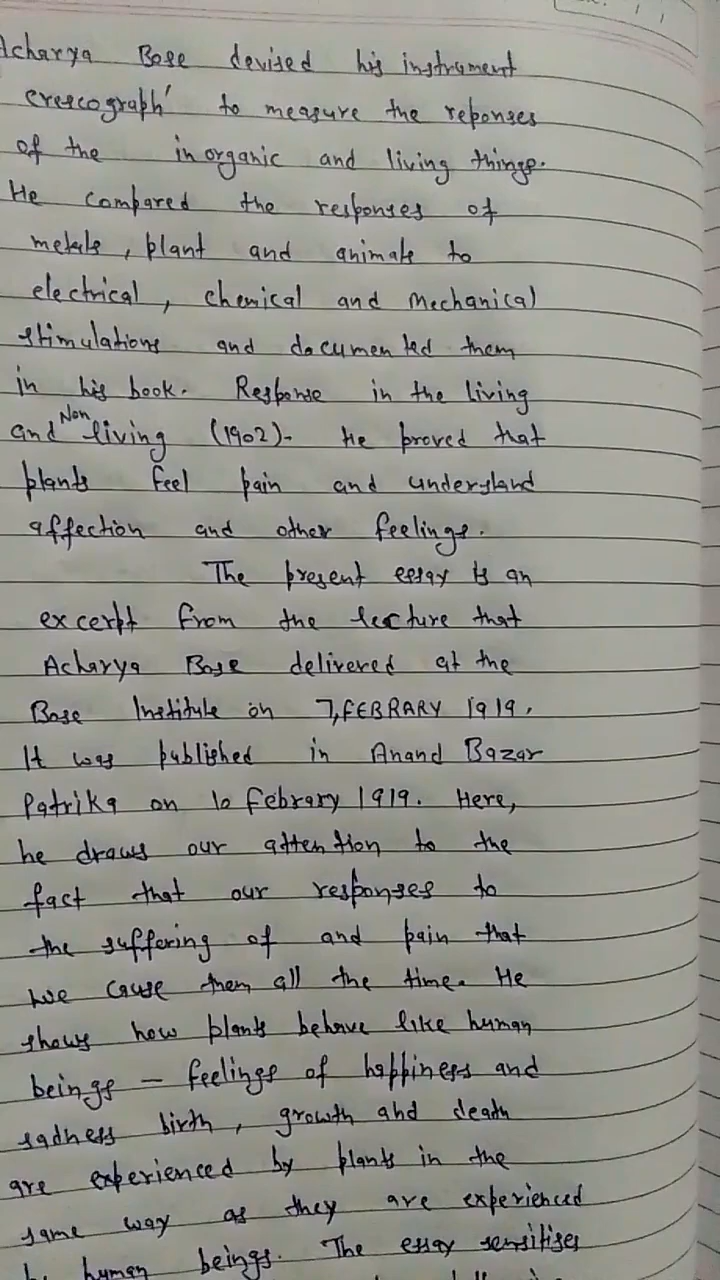 Acharya Bose devised his instrument
crescograph' to measure the reponses
of the inorganic and living things.
He compared the responses of
metals, plant and animals to
electrical, chemical and Mechanical
stimulations and documented them
in his book. Response in the Living
and Non living (1902)- He proved that
plants feel pain and understand
affection and other feelings.
The present essay is an
excerpt from the lecture that
Acharya Bose delivered at the
Bose Institute on 7, FEBRARY 1919.
It was published in Anand Bazar
Patrika on 10 Febrary 1919. Here,
he draws our attention to the
fact that our responses to
the suffering of and pain that
we cause them all the time. He
shows how plants behave like human
beings – feelings of happiness and
sadness birth, growth and death
are experienced by plants in the
same way as they are experienced
human beings. The essay sensitises